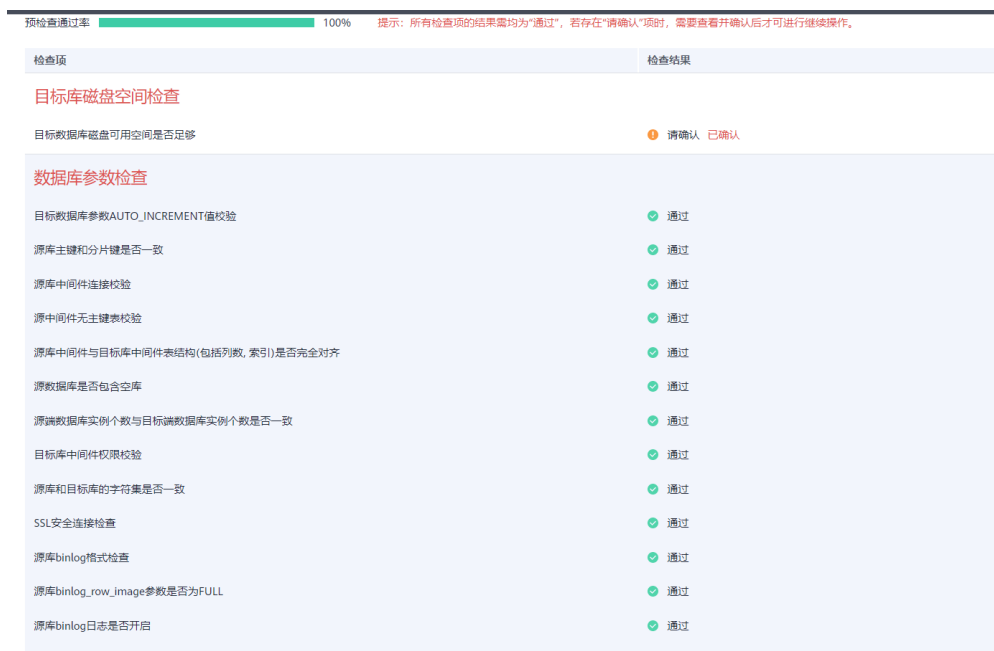 预检查通过率 100% 提示：所有检查项的结果需均为“通过”，若存在“请确认”项时，需要查看并确认后才可进行继续操作。
检查项 检查结果
目标库磁盘空间检查
目标数据库磁盘可用空间是否足够 请确认 已确认
数据库参数检查
目标数据库参数AUTO_INCREMENT值校验 通过
源库主键和分片键是否一致 通过
源库中间件连接校验 通过
源中间件无主键表校验 通过
源库中间件与目标库中间件表结构(包括列数, 索引)是否完全对齐 通过
源数据库是否包含空库 通过
源端数据库实例个数与目标端数据库实例个数是否一致 通过
目标库中间件权限校验 通过
源库和目标库的字符集是否一致 通过
SSL安全连接检查 通过
源库binlog格式检查 通过
源库binlog_row_image参数是否为FULL 通过
源库binlog日志是否开启 通过